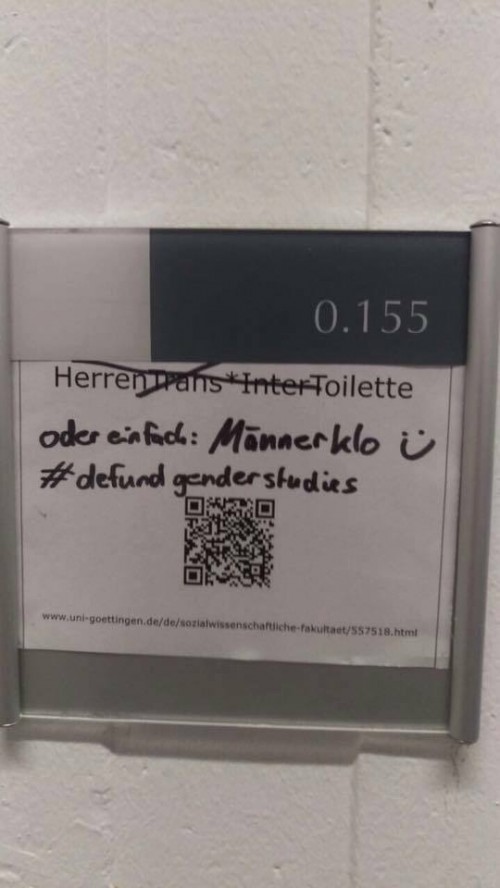 0.155
HerrenTrans*InterToilette
oder einfach: Männerklo ü
#defund genderstudies
www.uni-goettingen.de/de/sozialwissenschaftliche-fakultaet/557518.html